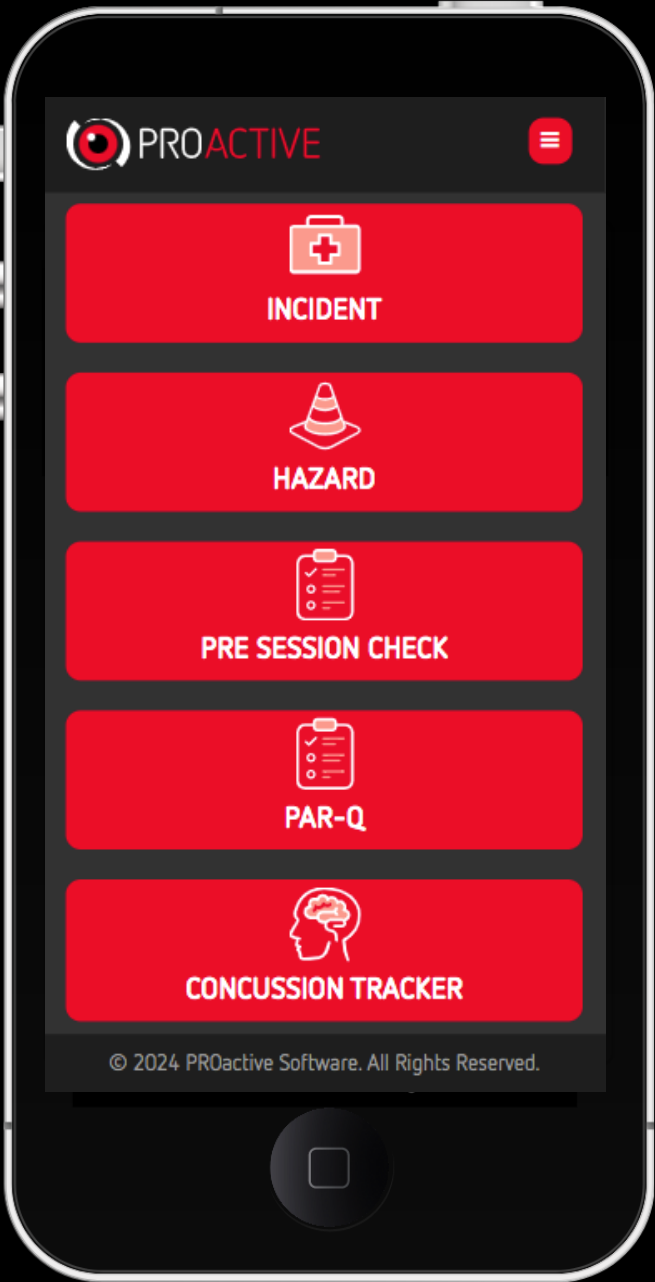 PROACTIVE
INCIDENT
HAZARD
PRE SESSION CHECK
PAR-Q
CONCUSSION TRACKER
© 2024 PROactive Software. All Rights Reserved.